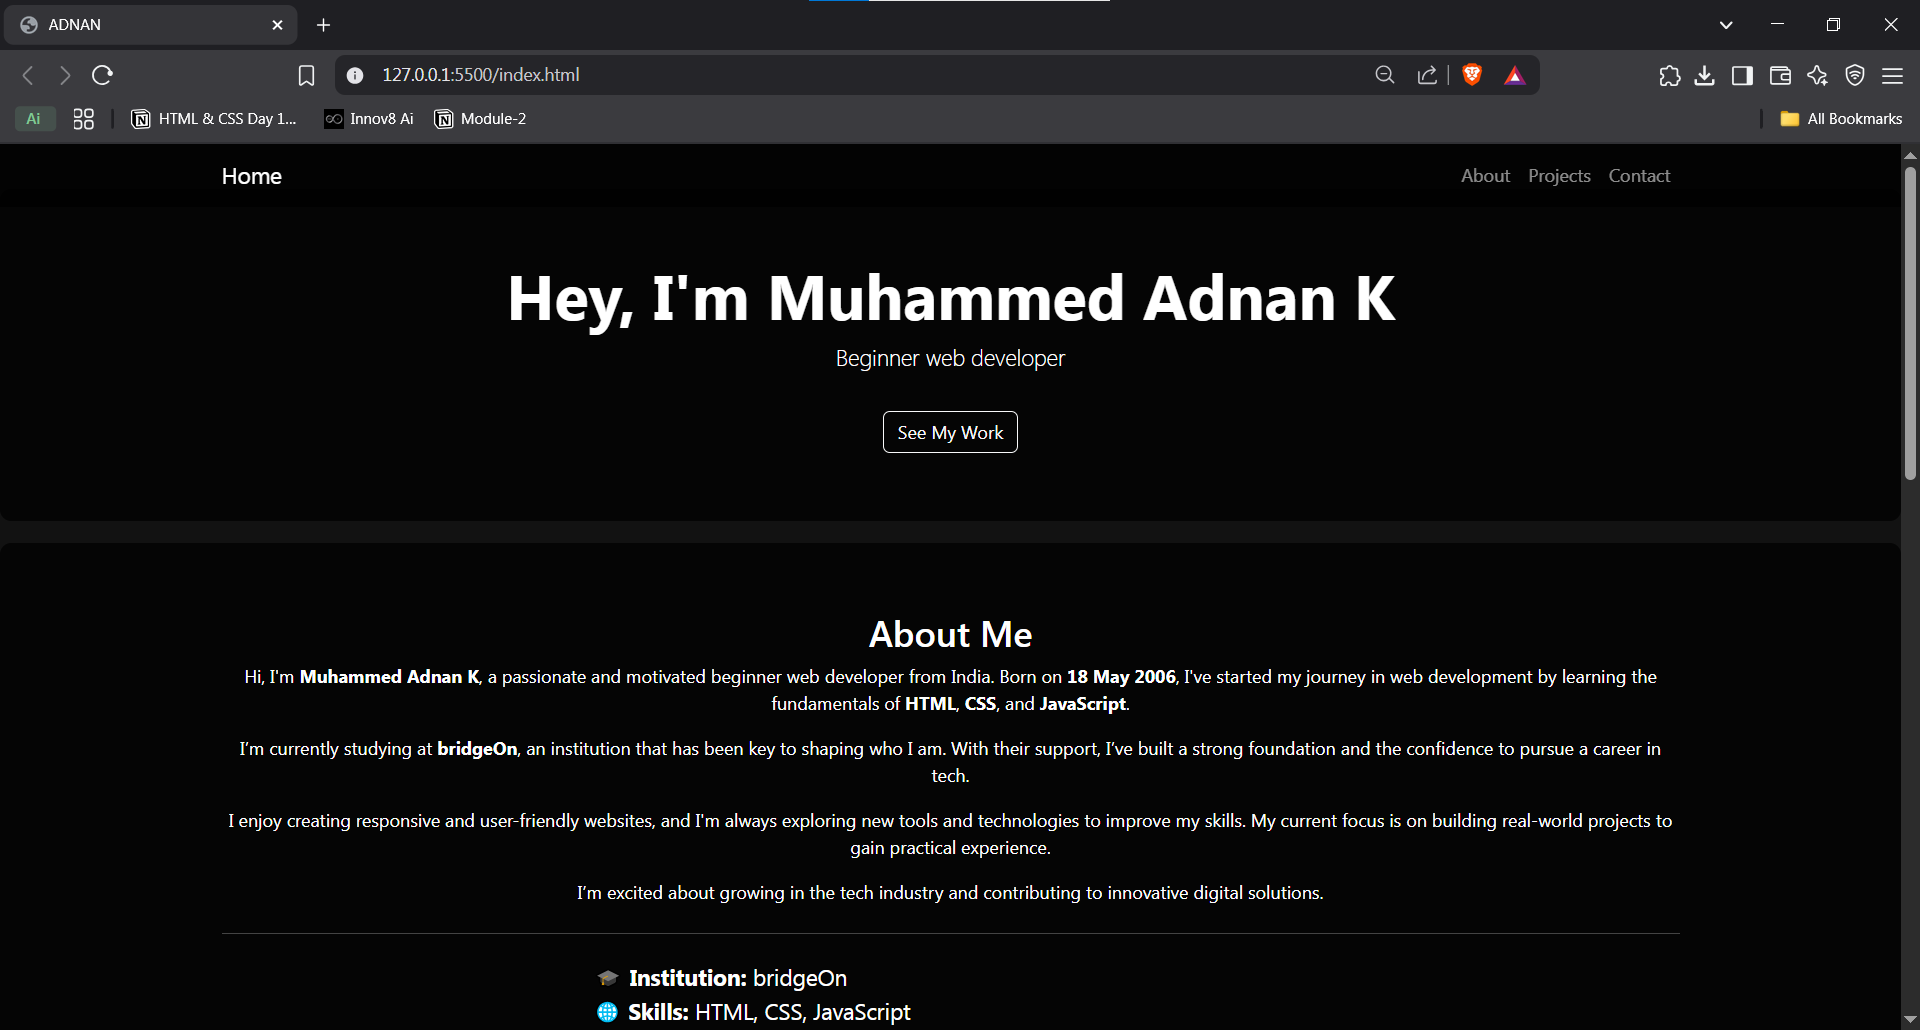 ADNAN
127.0.0.1:5500/index.html
Ai
HTML & CSS Day 1...
Innov8 Ai
Module-2
All Bookmarks
Home
About
Projects
Contact
Hey, I'm Muhammed Adnan K
Beginner web developer
See My Work
About Me
Hi, I'm Muhammed Adnan K, a passionate and motivated beginner web developer from India. Born on 18 May 2006, I've started my journey in web development by learning the
fundamentals of HTML, CSS, and JavaScript.
I’m currently studying at bridgeOn, an institution that has been key to shaping who I am. With their support, I’ve built a strong foundation and the confidence to pursue a career in
tech.
I enjoy creating responsive and user-friendly websites, and I'm always exploring new tools and technologies to improve my skills. My current focus is on building real-world projects to
gain practical experience.
I’m excited about growing in the tech industry and contributing to innovative digital solutions.
🎓 Institution: bridgeOn
🌐 Skills: HTML, CSS, JavaScript